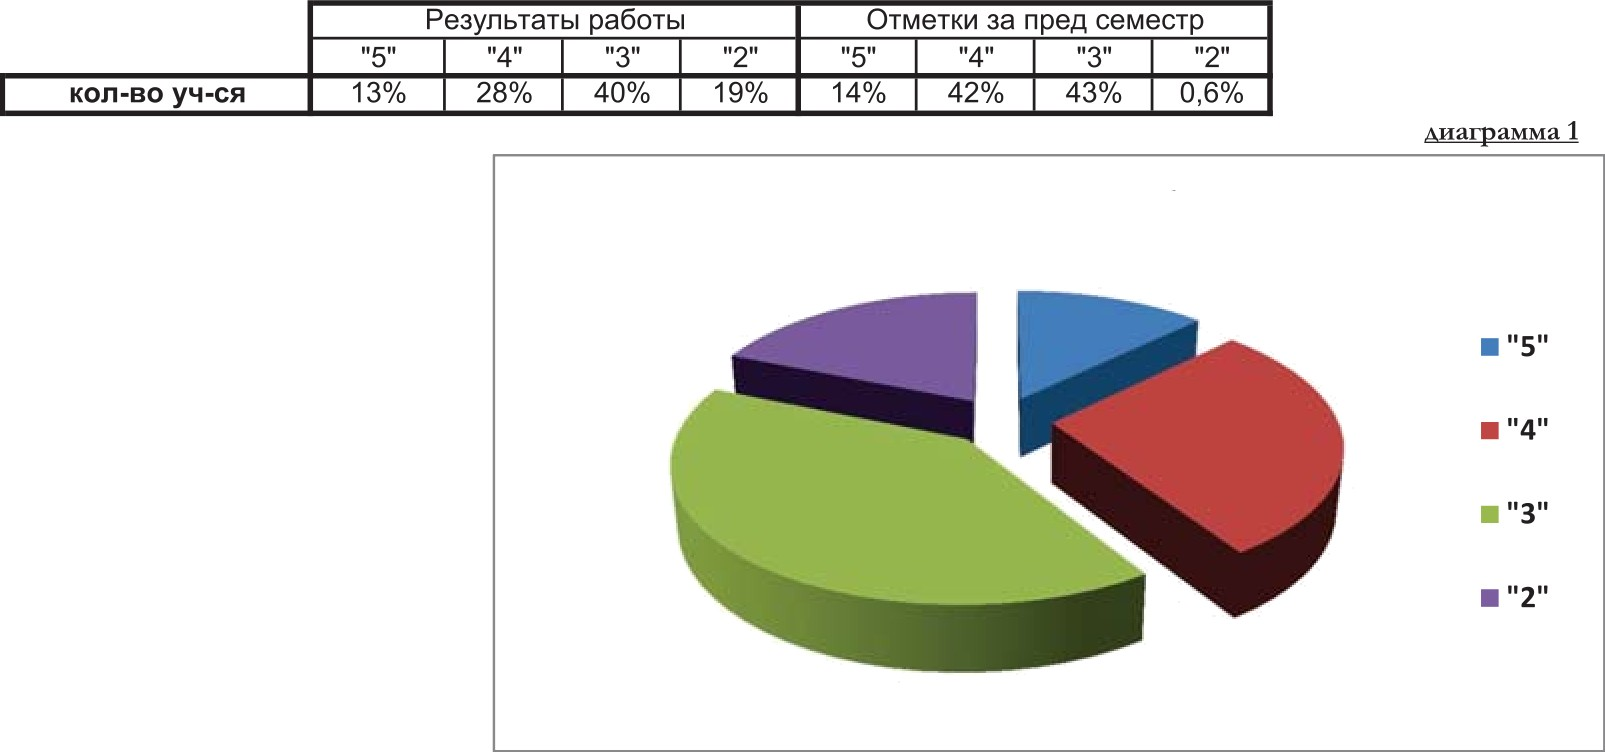 Результаты работы Отметки за пред семестр
"5" "4" "3" "2" "5" "4" "3" "2"
кол-во уч-ся 13% 28% 40% 19% 14% 42% 43% 0,6%
диаграмма 1
"5"
"4"
"3"
"2"